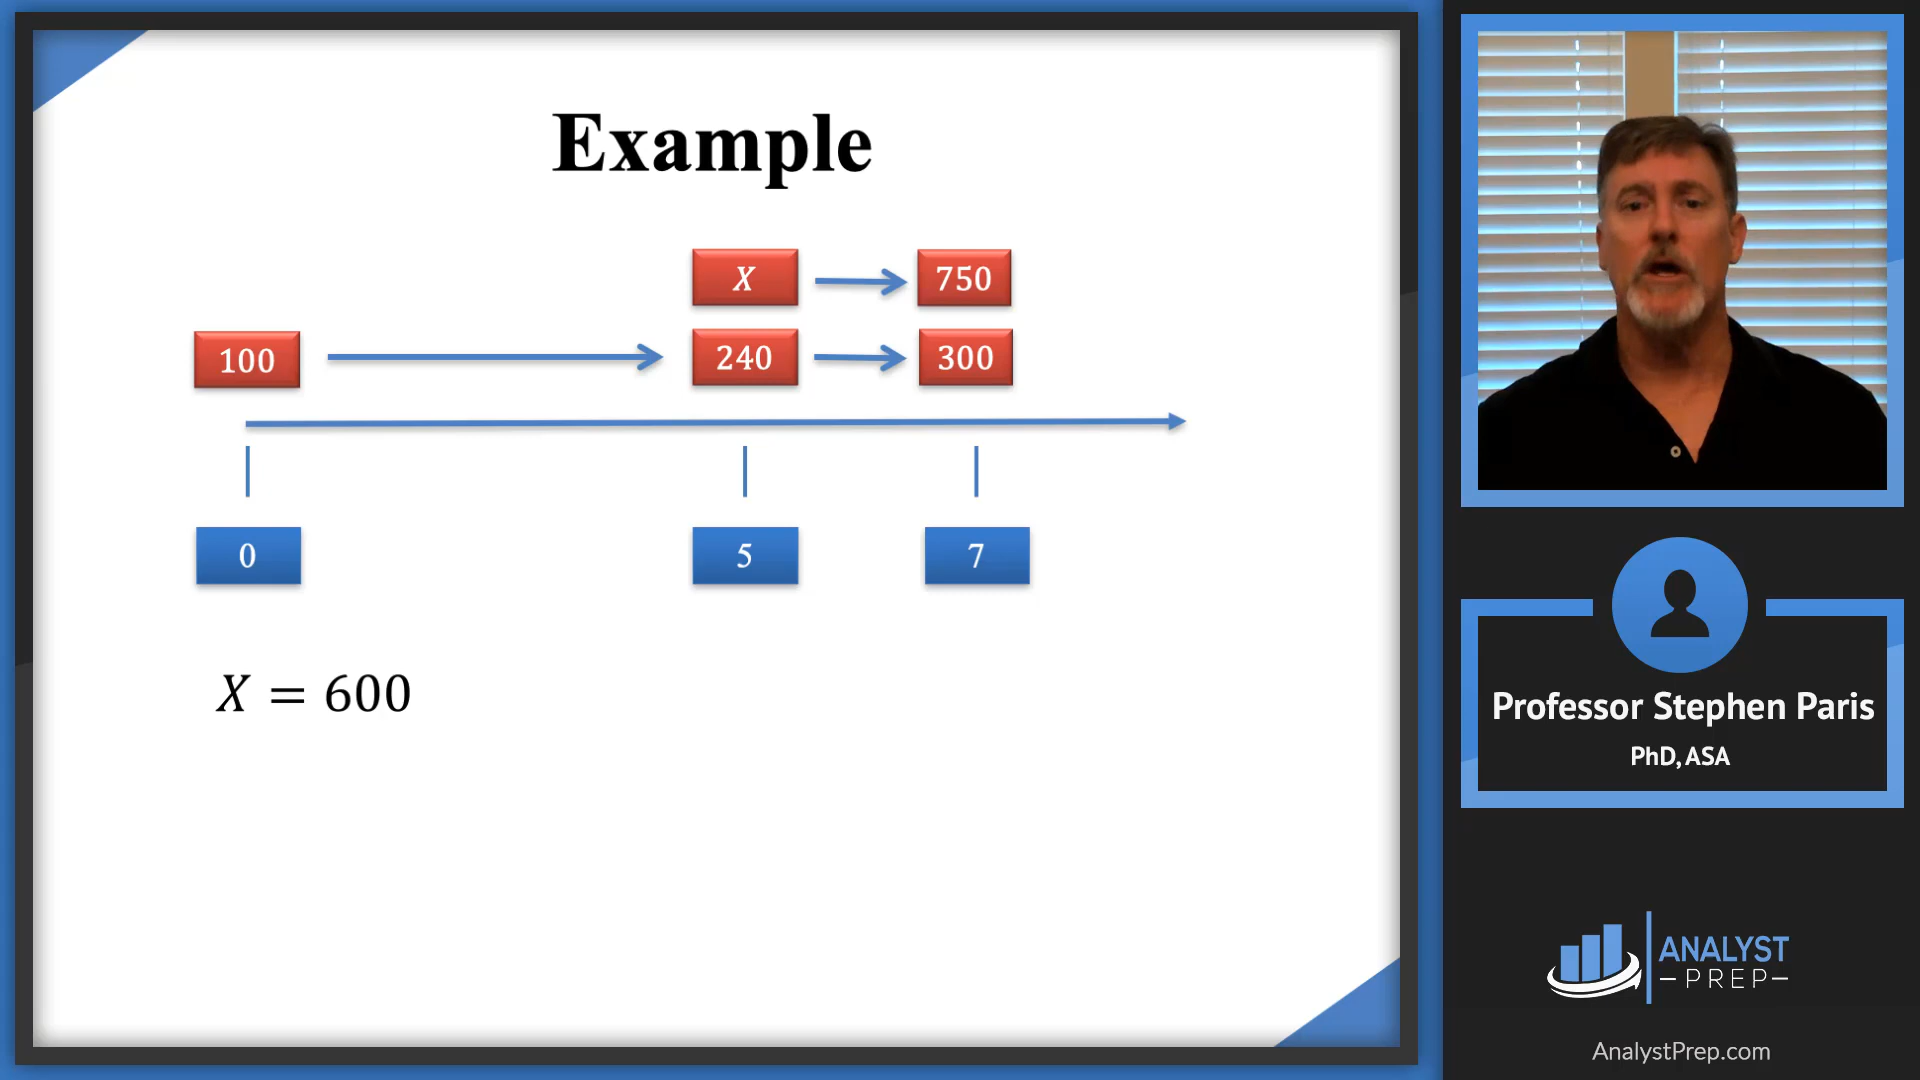 Example
X
750
100
240
300
0
5
7
X = 600
Professor Stephen Paris
PhD, ASA
ANALYST
PREP
AnalystPrep.com